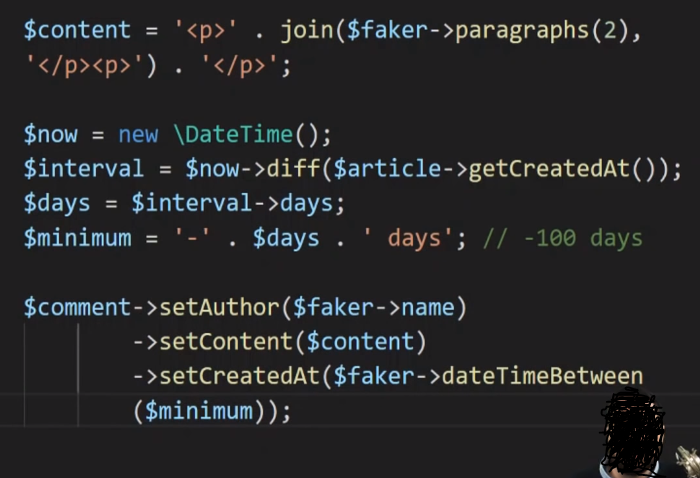 $content = '<p>' . join($faker->paragraphs(2),
'</p><p>') . '</p>';
$now = new \DateTime();
$interval = $now->diff($article->getCreatedAt());
$days = $interval->days;
$minimum = '-' . $days . ' days'; // -100 days
$comment->setAuthor($faker->name)
->setContent($content)
->setCreatedAt($faker->dateTimeBetween
($minimum));